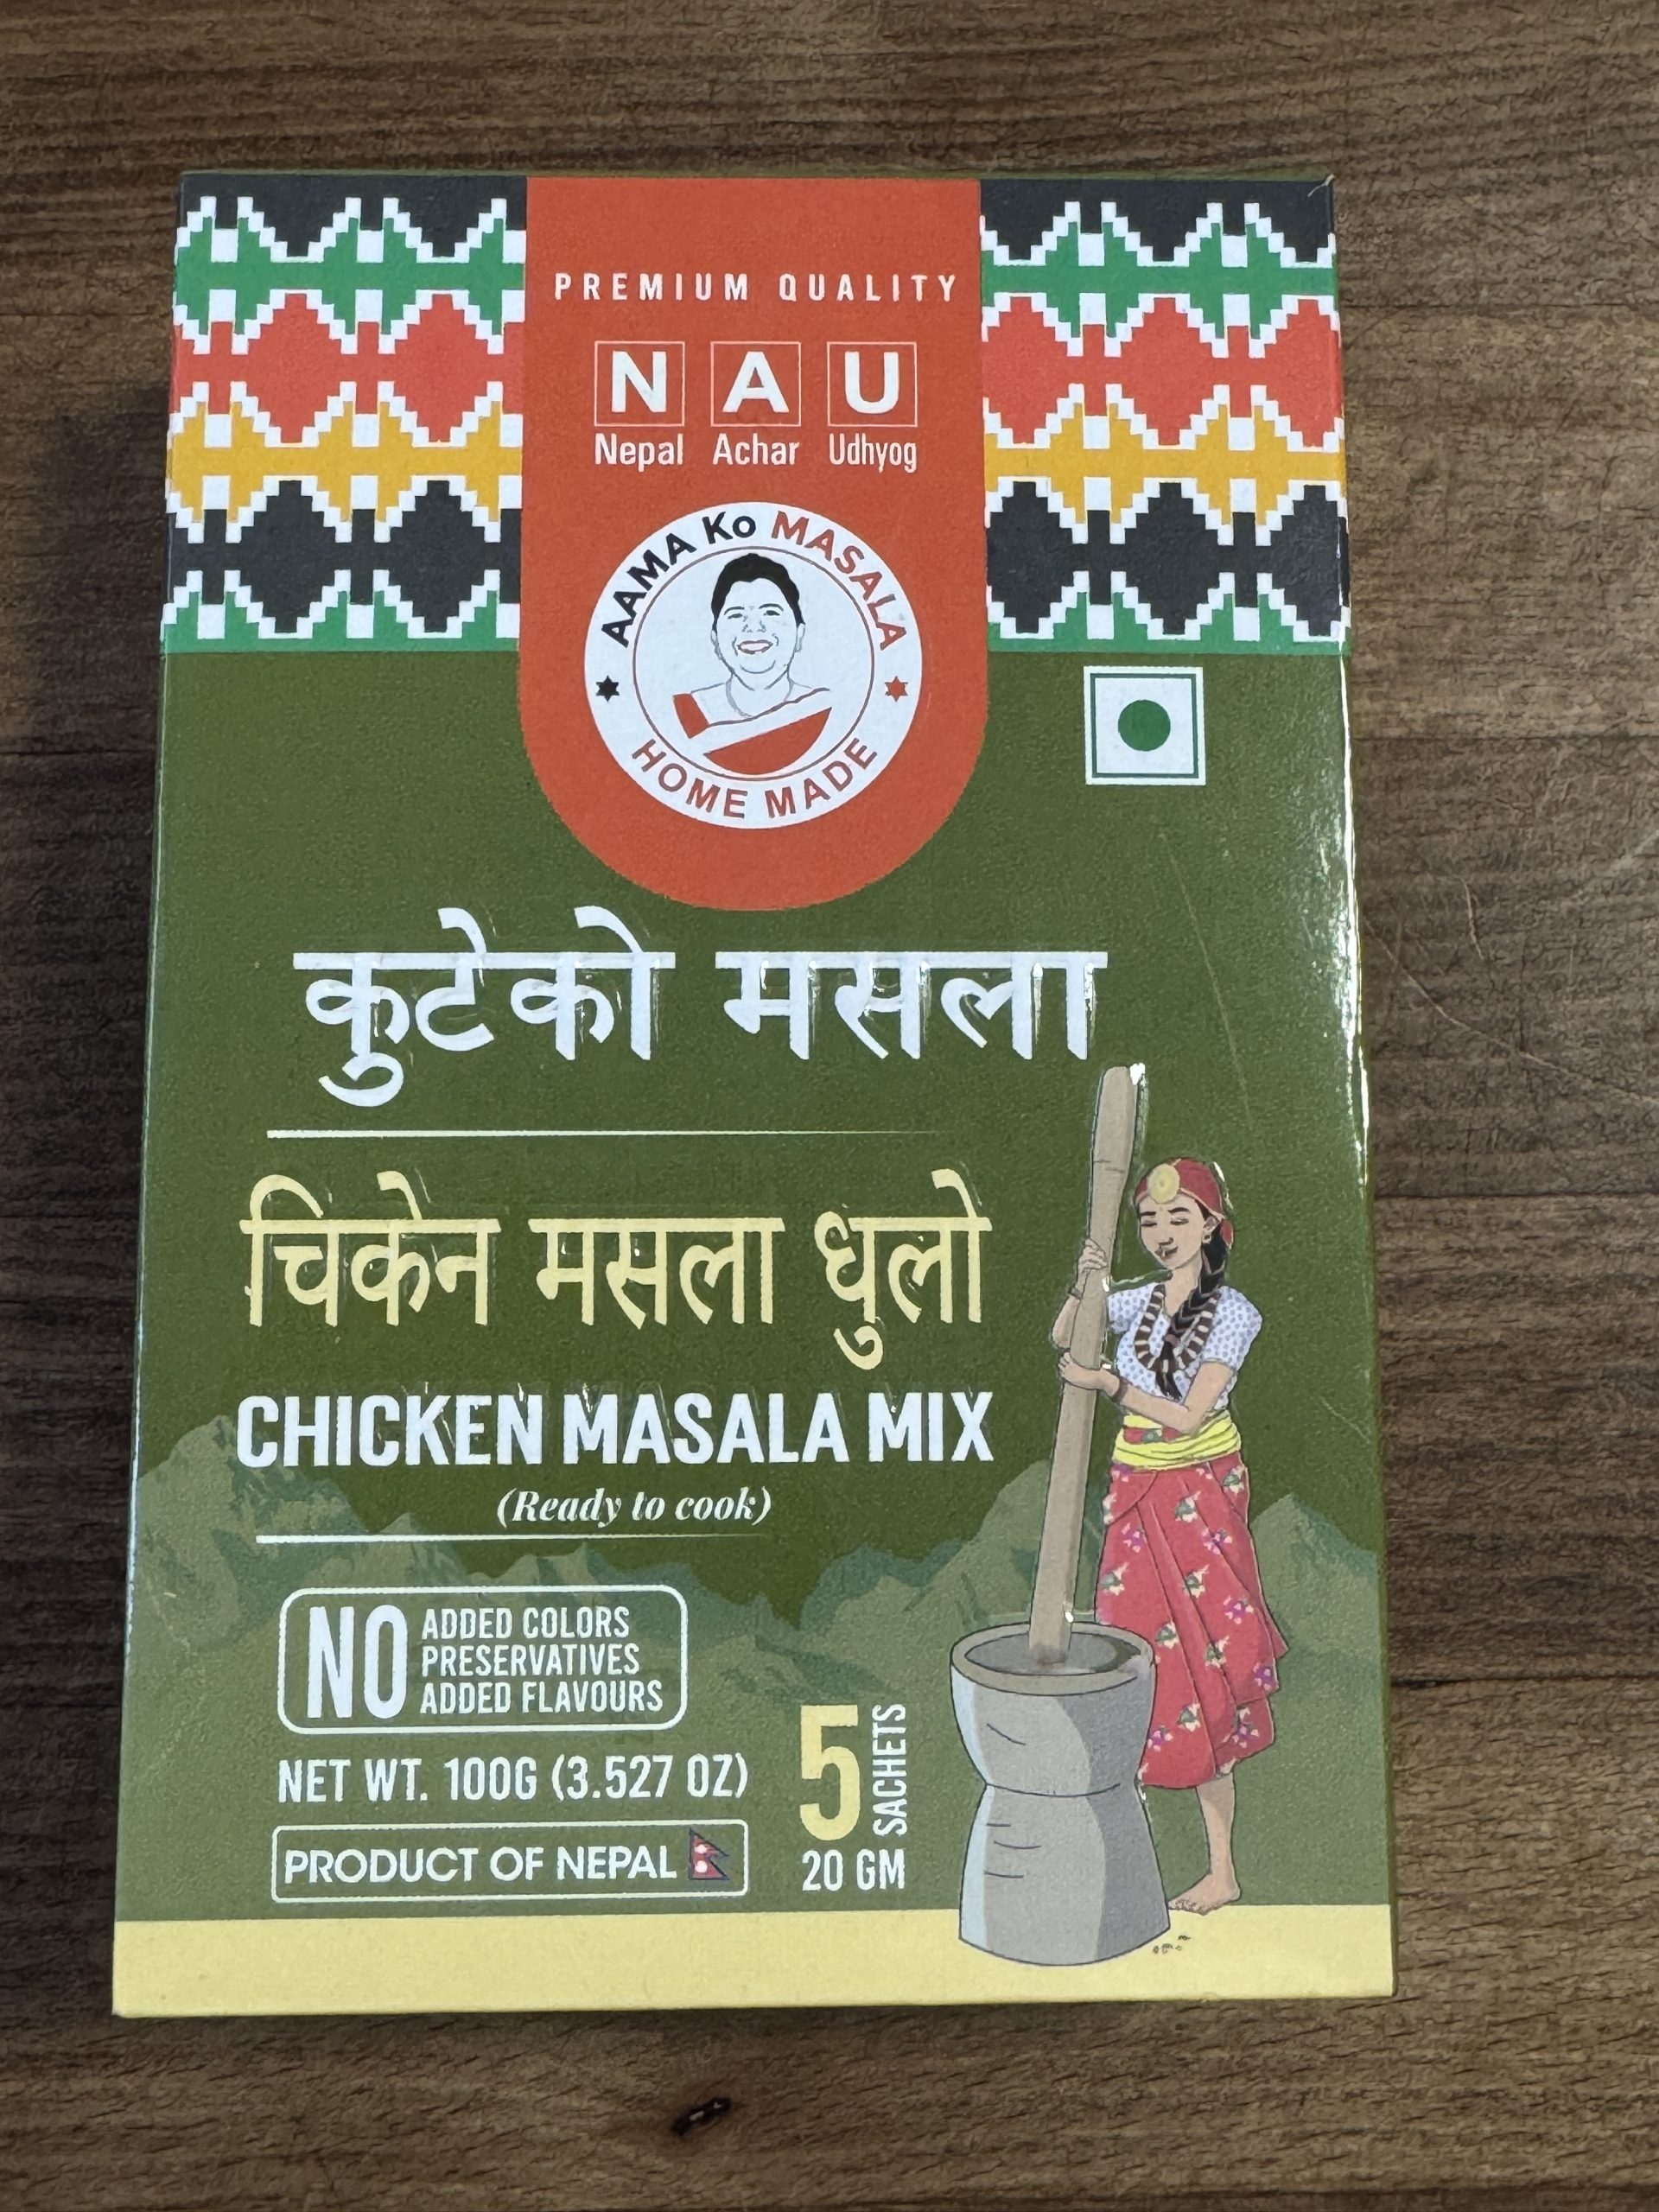 PREMIUM QUALITY
N A U
Nepal Achar Udhyog
AAMA Ko MASALA
HOME MADE
कुटेको मसला
चिकेन मसला धुलो
CHICKEN MASALA MIX
(Ready to cook)
NO ADDED COLORS
PRESERVATIVES
ADDED FLAVOURS
NET WT. 100G (3.527 OZ)
PRODUCT OF NEPAL
5 SACHETS
20 GM